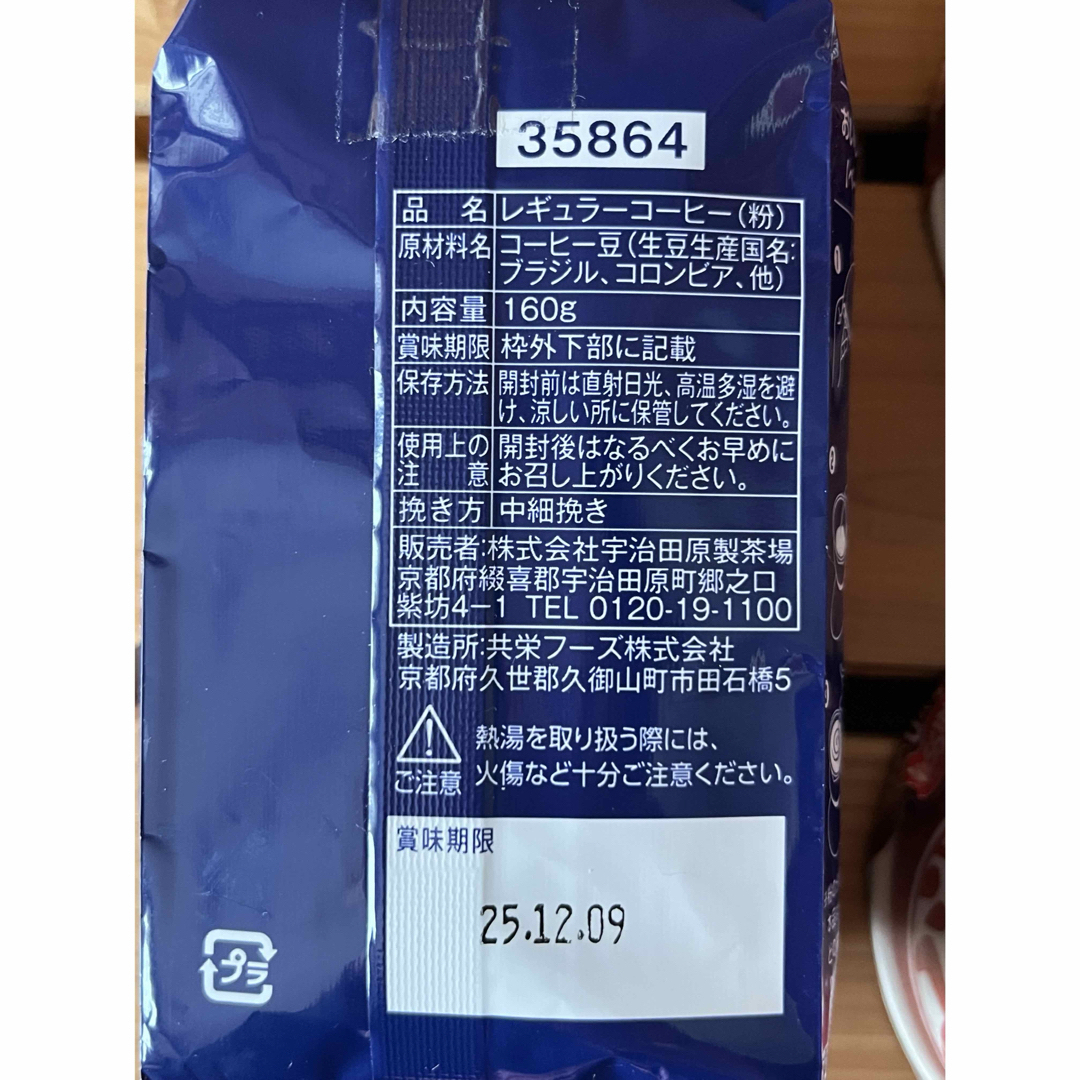 35864
品名 レギュラーコーヒー(粉)
原材料名 コーヒー豆(生豆生産国名:
ブラジル、コロンビア、他)
内容量 160g
賞味期限 枠外下部に記載
保存方法 開封前は直射日光、高温多湿を避
け、涼しい所に保管してください。
使用上の注意 開封後はなるべくお早めに
お召し上がりください。
挽き方 中細挽き
販売者:株式会社宇治田原製茶場
京都府綴喜郡宇治田原町郷之口
紫坊4-1 TEL 0120-19-1100
製造所:共栄フーズ株式会社
京都府久世郡久御山町市田石橋5
ご注意
熱湯を取り扱う際には、
火傷など十分ご注意ください。
賞味期限
25.12.09
プラ